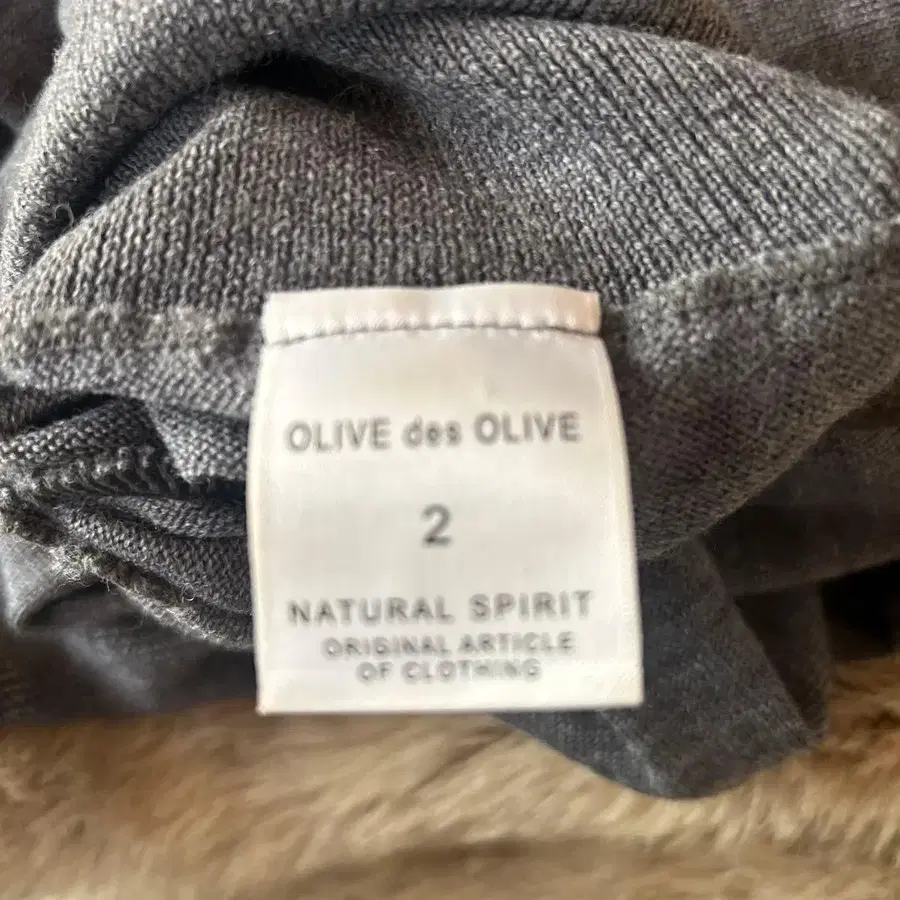 OLIVE des OLIVE
2
NATURAL SPIRIT
ORIGINAL ARTICLE
OF CLOTHING